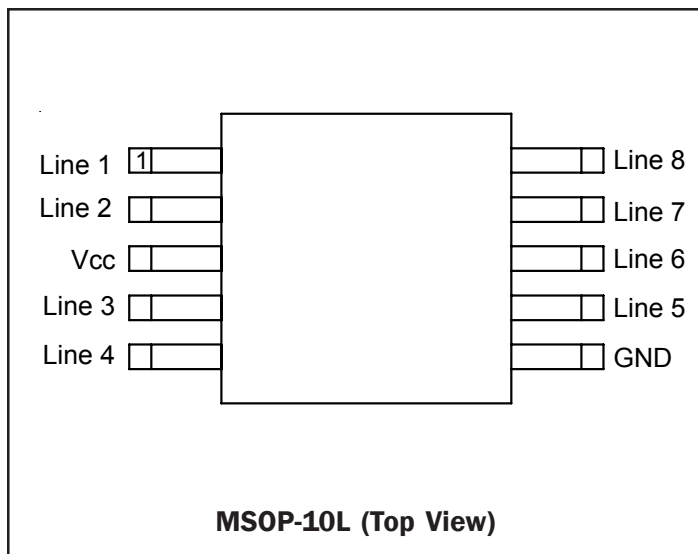 Line 1
1
Line 8
Line 2
Line 7
Vcc
Line 6
Line 3
Line 5
Line 4
GND
MSOP-10L (Top View)